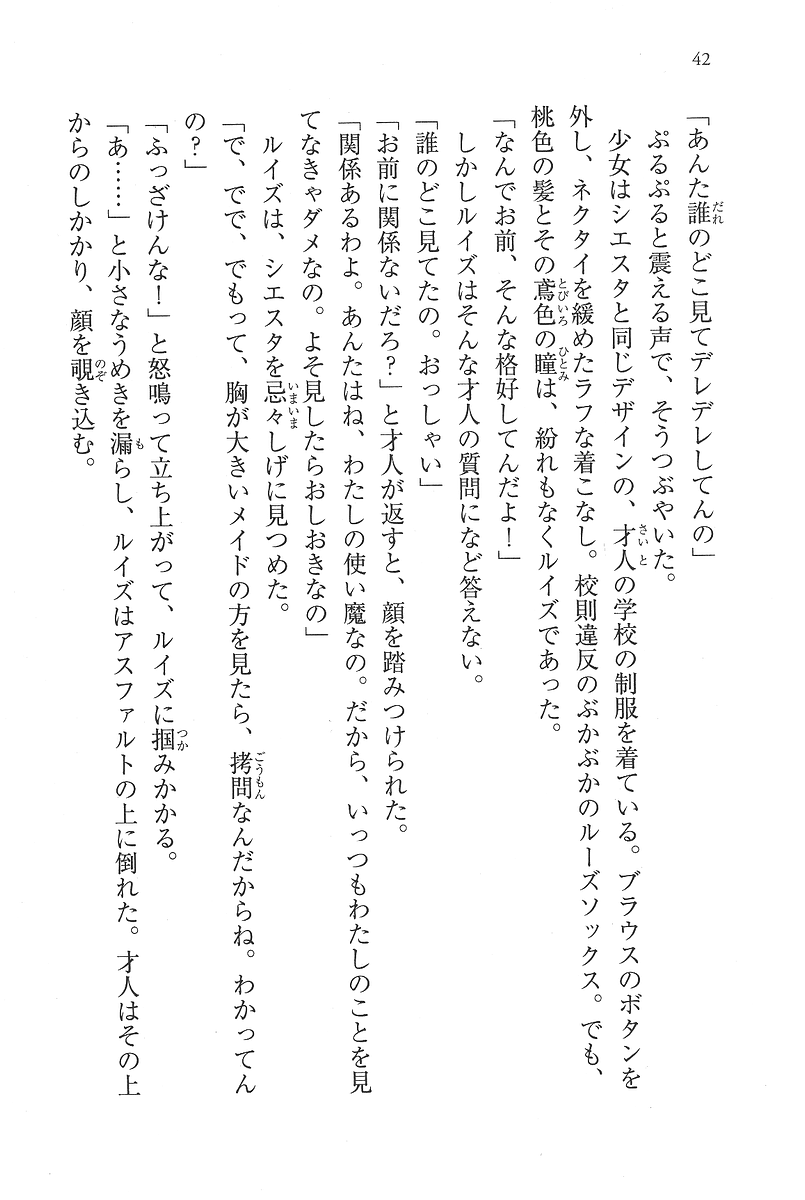 42
「あんた誰のどこ見てデレデレしてんの」
ぷるぷると震える声で、そうつぶやいた。
少女はシエスタと同じデザインの、才人の学校の制服を着ている。ブラウスのボタンを
外し、ネクタイを緩めたラフな着こなし。校則違反のぶかぶかのルーズソックス。でも、
桃色の髪とその鳶色の瞳は、紛れもなくルイズであった。
「なんでお前、そんな格好してんだよ！」
しかしルイズはそんな才人の質問になど答えない。
「誰のどこ見てたの。おっしゃい」
「お前に関係ないだろ？」と才人が返すと、顔を踏みつけられた。
「関係あるわよ。あんたはね、わたしの使い魔なの。だから、いっつもわたしのことを見
てなきゃダメなの。よそ見したらおしおきなの」
ルイズは、シエスタを忌々しげに見つめた。
「で、でで、でもって、胸が大きいメイドの方を見たら、拷問なんだからね。わかってん
の？」
「ふっざけんな！」と怒鳴って立ち上がって、ルイズに掴みかかる。
「あ……」と小さなうめきを漏らし、ルイズはアスファルトの上に倒れた。才人はその上
からのしかかり、顔を覗き込む。